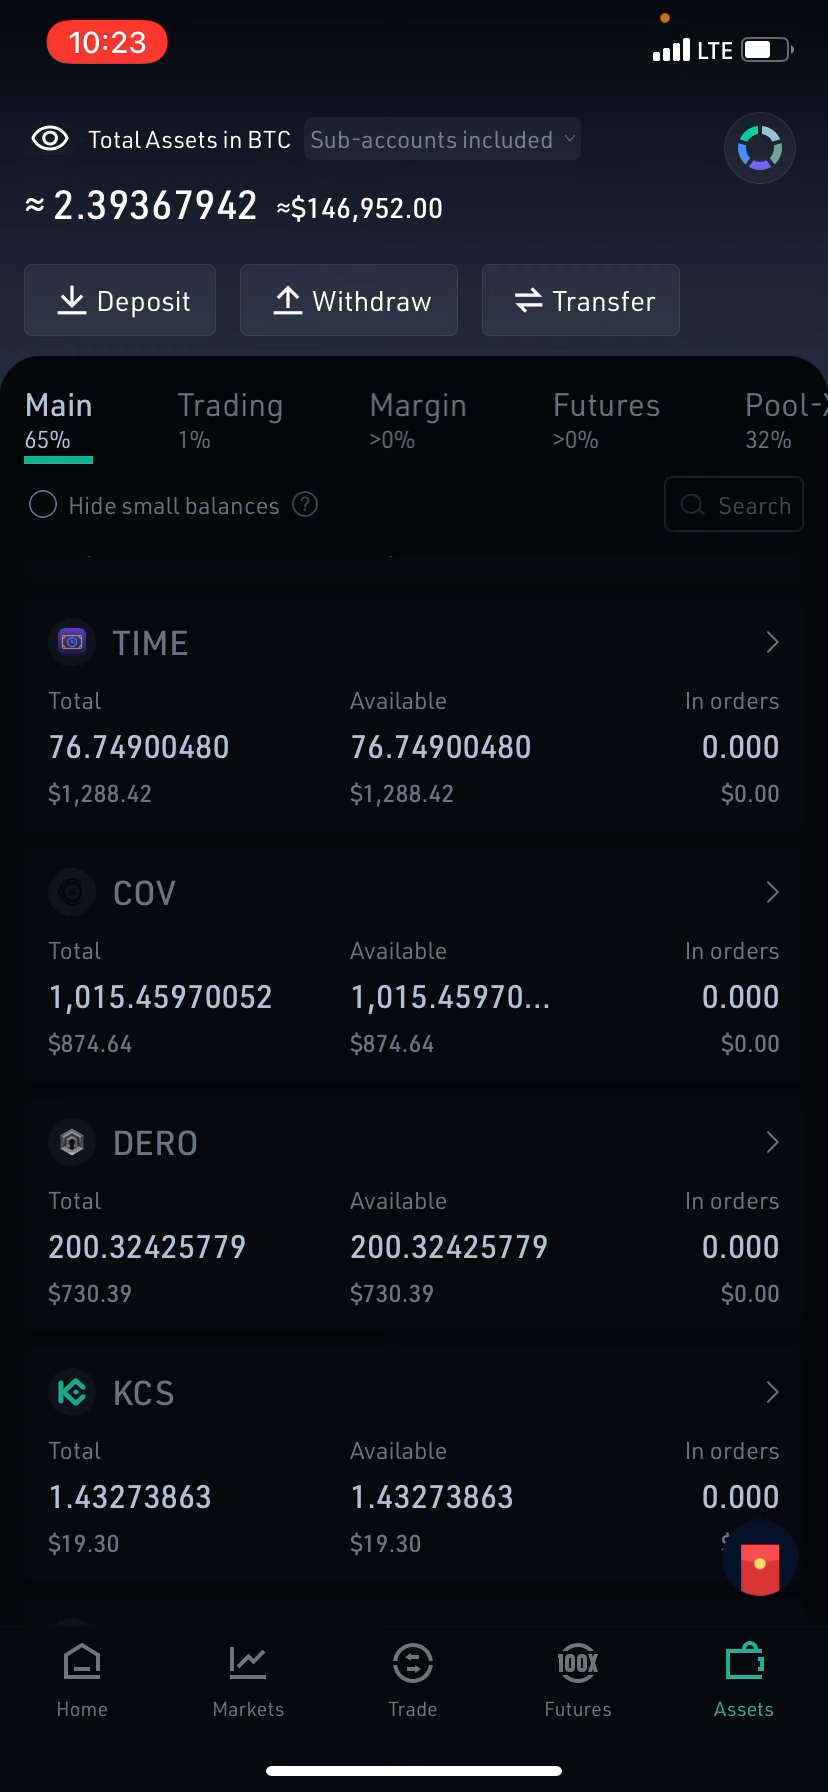 10:23
LTE
Total Assets in BTC Sub-accounts included
≈ 2.39367942 ≈$146,952.00
Deposit Withdraw Transfer
Main Trading Margin Futures Pool-
65% 1% >0% >0% 32%
Hide small balances ? Search
TIME
Total Available In orders
76.74900480 76.74900480 0.000
$1,288.42 $1,288.42 $0.00
COV
Total Available In orders
1,015.45970052 1,015.45970... 0.000
$874.64 $874.64 $0.00
DERO
Total Available In orders
200.32425779 200.32425779 0.000
$730.39 $730.39 $0.00
KCS
Total Available In orders
1.43273863 1.43273863 0.000
$19.30 $19.30
100X
Home Markets Trade Futures Assets